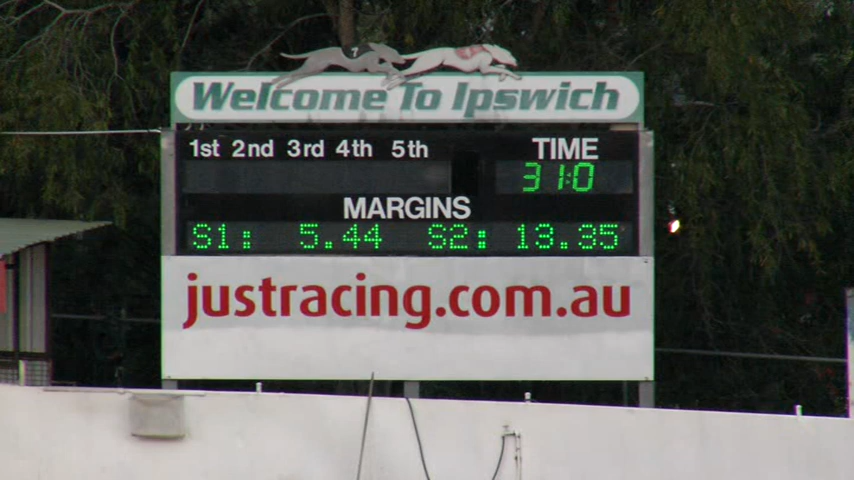 7
Welcome To Ipswich
1st 2nd 3rd 4th 5th TIME
31:0
MARGINS
S1: 5.44 S2: 13.35
justracing.com.au